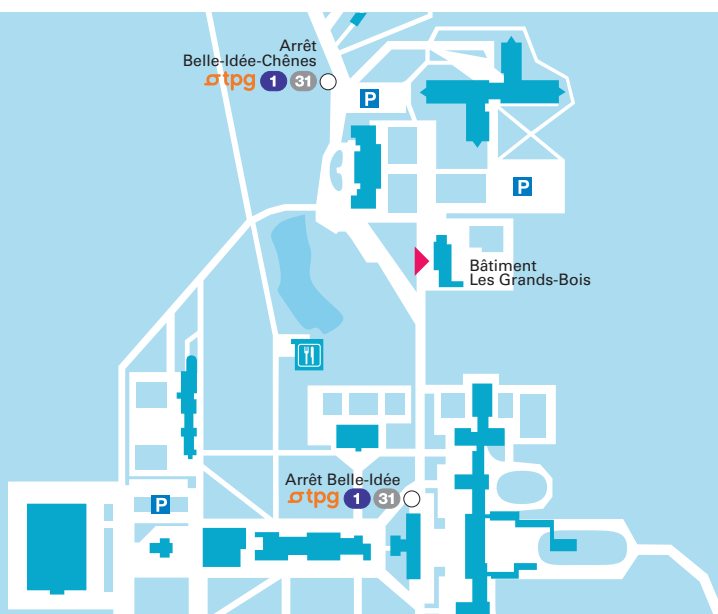 Arrêt
Belle-Idée-Chênes
tpg 1 31
P
P
Bâtiment
Les Grands-Bois
Arrêt Belle-Idée
tpg 1 31
P